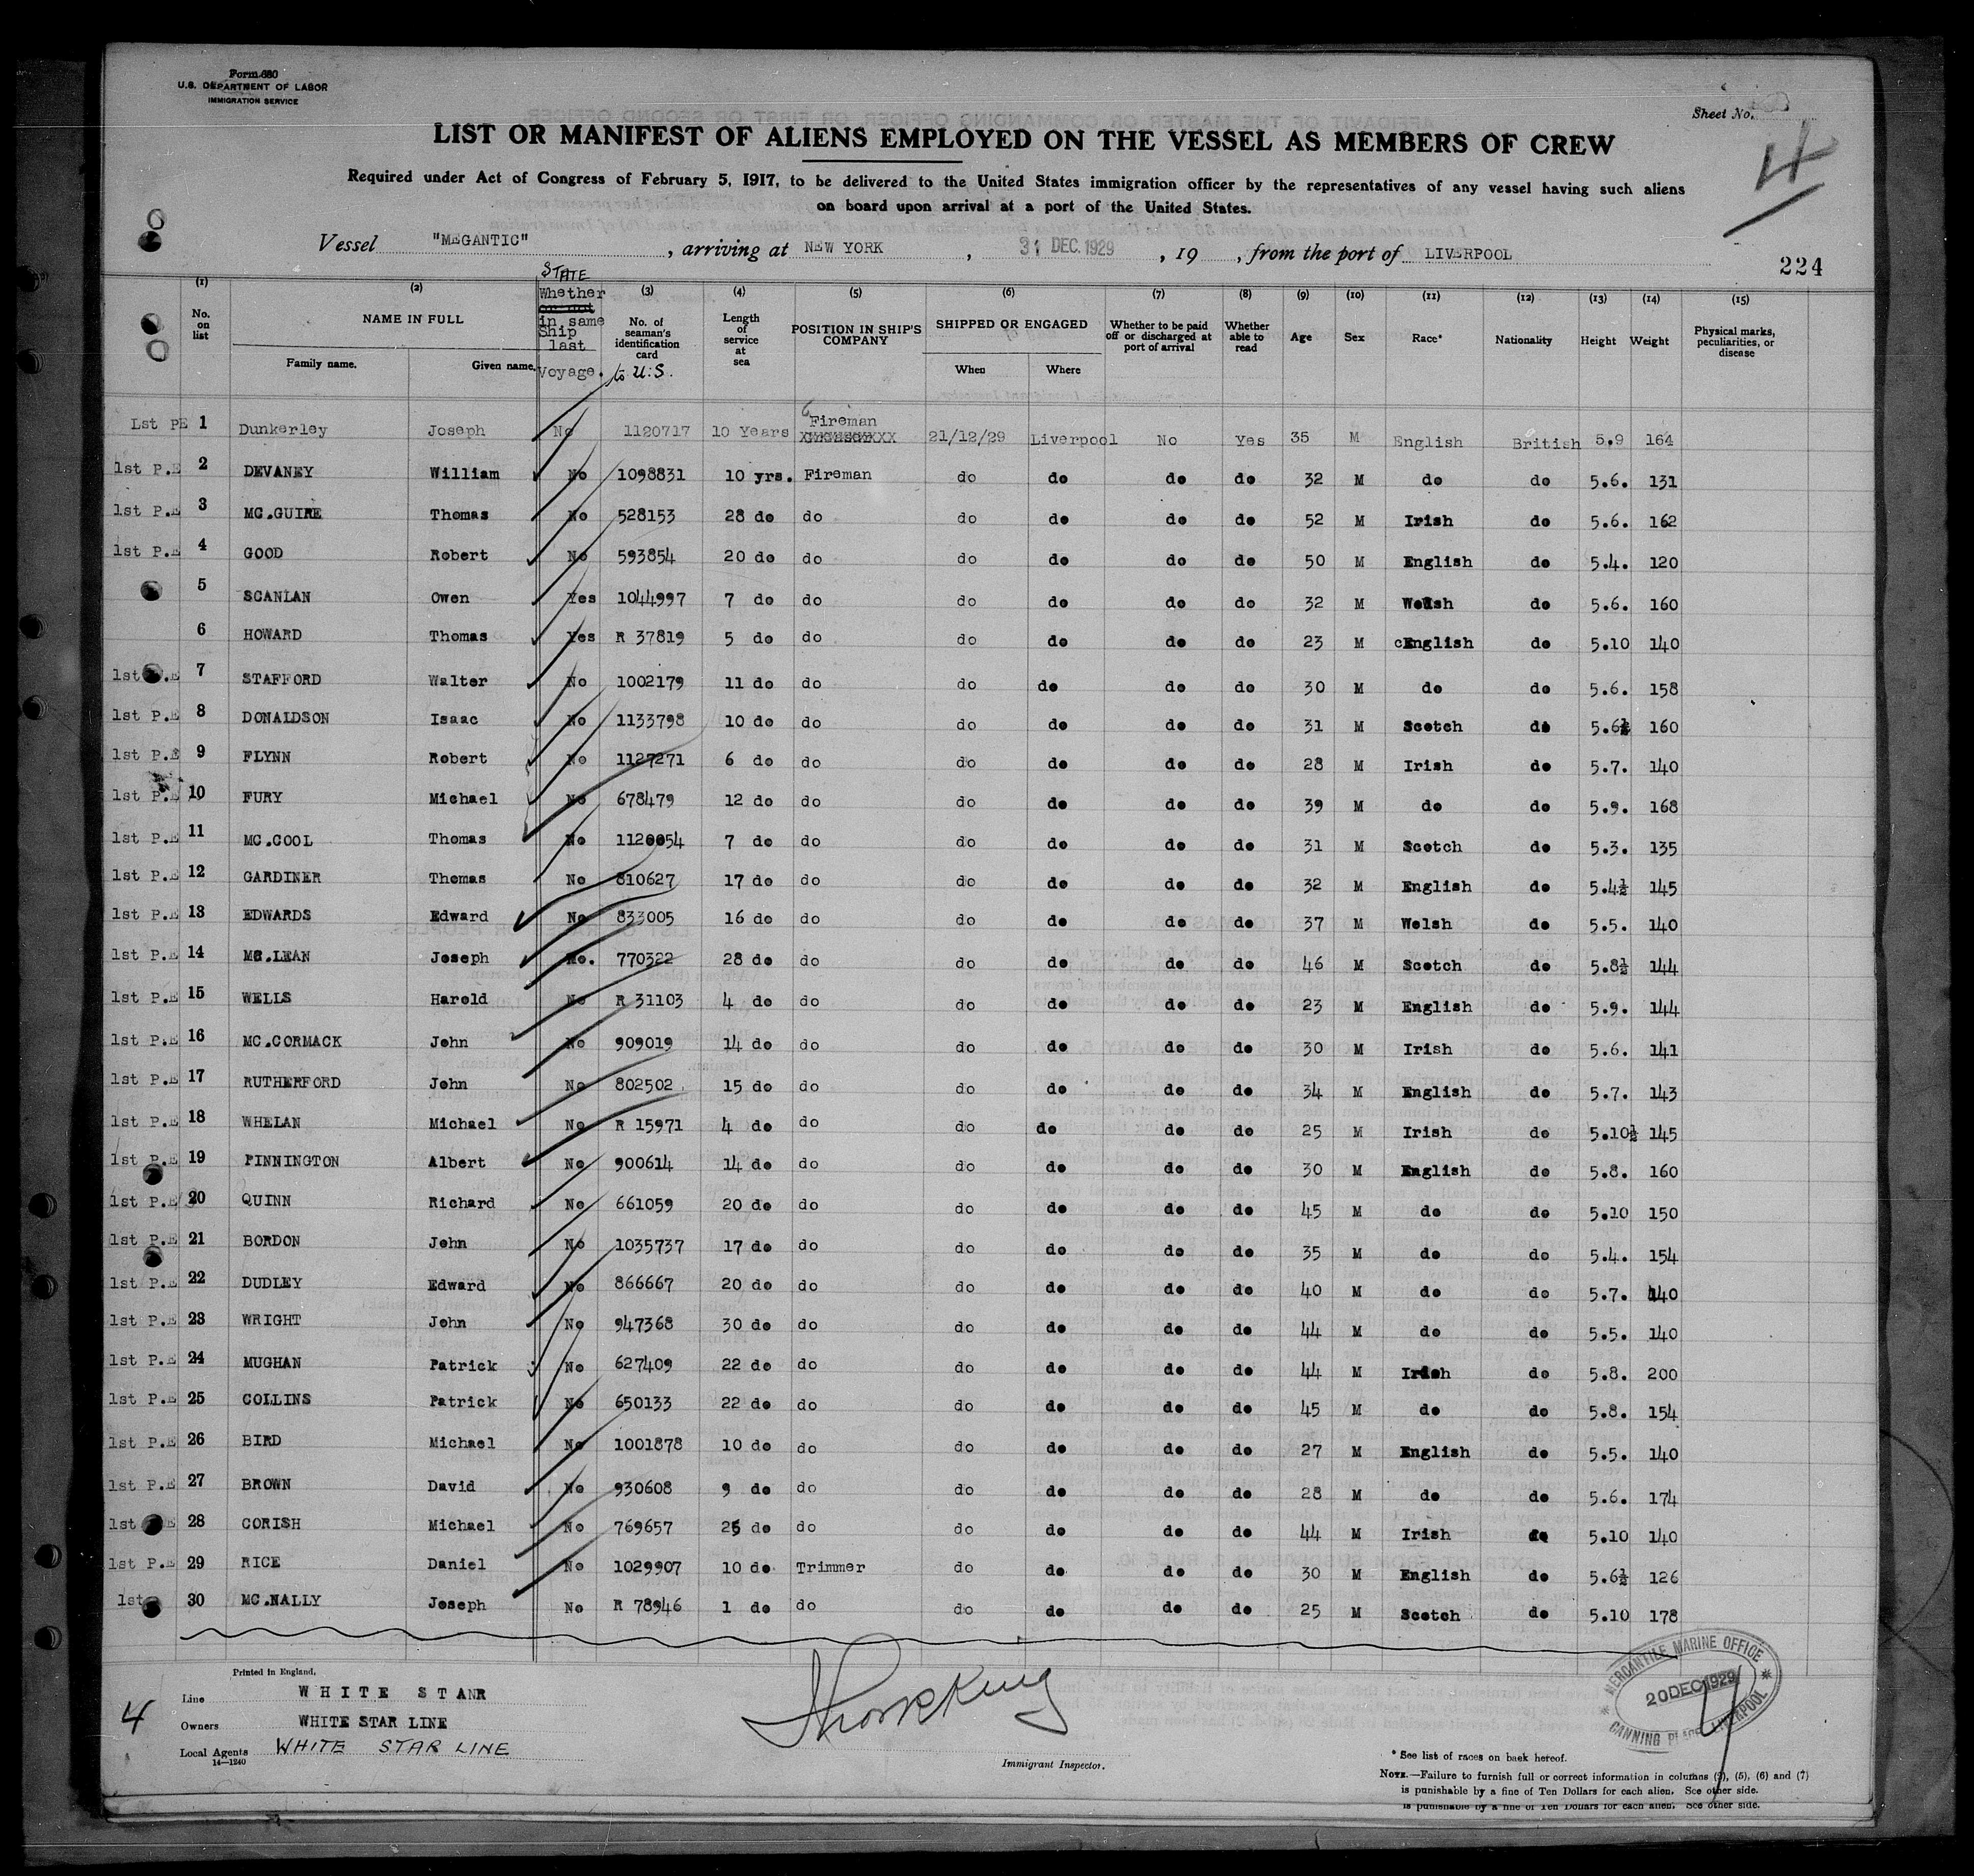 Form 680
U.S. DEPARTMENT OF LABOR
IMMIGRATION SERVICE
Sheet No.
4
LIST OR MANIFEST OF ALIENS EMPLOYED ON THE VESSEL AS MEMBERS OF CREW
Required under Act of Congress of February 5, 1917, to be delivered to the United States immigration officer by the representatives of any vessel having such aliens
on board upon arrival at a port of the United States.
Vessel "MEGANTIC" , arriving at NEW YORK , 31 DEC. 1929 , 19 , from the port of LIVERPOOL
224
(1) No. on list
(2) NAME IN FULL Family name. Given name.
STATE Whether or not in same Ship last Voyage. to U.S.
(3) No. of seaman's identification card
(4) Length of service at sea
(5) POSITION IN SHIP'S COMPANY
(6) SHIPPED OR ENGAGED When Where
(7) Whether to be paid off or discharged at port of arrival
(8) Whether able to read
(9) Age
(10) Sex
(11) Race*
(12) Nationality
(13) Height
(14) Weight
(15) Physical marks, peculiarities, or disease
Lst PE 1 Dunkerley Joseph No 1120717 10 Years Fireman 21/12/29 Liverpool No Yes 35 M English British 5.9 164
1st P.E 2 DEVANEY William No 1098831 10 yrs. Fireman do do do do 32 M do do 5.6. 131
1st P.E 3 MC.GUIRE Thomas No 528153 28 do do do do do do 52 M Irish do 5.6. 162
1st P.E 4 GOOD Robert No 593854 20 do do do do do do 50 M English do 5.4. 120
5 SCANLAN Owen Yes 1044997 7 do do do do do do 32 M Welsh do 5.6. 160
6 HOWARD Thomas Yes R 37819 5 do do do do do do 23 M English do 5.10 140
1st P.E 7 STAFFORD Walter No 1002179 11 do do do do do do 30 M do do 5.6. 158
1st P.E 8 DONALDSON Isaac No 1133798 10 do do do do do do 31 M Scotch do 5.6½ 160
1st P.E 9 FLYNN Robert No 1127271 6 do do do do do do 28 M Irish do 5.7. 140
1st P.E 10 FURY Michael No 678479 12 do do do do do do 39 M do do 5.9. 168
1st P.E 11 MC.COOL Thomas No 1120054 7 do do do do do do 31 M Scotch do 5.3. 135
1st P.E 12 GARDINER Thomas No 810627 17 do do do do do do 32 M English do 5.4½ 145
1st P.E 13 EDWARDS Edward No 833005 16 do do do do do do 37 M Welsh do 5.5. 140
1st P.E 14 MC.LEAN Joseph No. 770322 28 do do do do do do 46 M Scotch do 5.8½ 144
1st P.E 15 WELLS Harold No R 31103 4 do do do do do do 23 M English do 5.9. 144
1st P.E 16 MC.CORMACK John No 909019 14 do do do do do do 30 M Irish do 5.6. 141
1st P.E 17 RUTHERFORD John No 802502 15 do do do do do do 34 M English do 5.7. 143
1st P.E 18 WHELAN Michael No R 15971 4 do do do do do do 25 M Irish do 5.10½ 145
1st P.E 19 PINNINGTON Albert No 900614 14 do do do do do do 30 M English do 5.8. 160
1st P.E 20 QUINN Richard No 661059 20 do do do do do do 45 M do do 5.10 150
1st P.E 21 BORDON John No 1035737 17 do do do do do do 35 M do do 5.4. 154
1st P.E 22 DUDLEY Edward No 866667 20 do do do do do do 40 M do do 5.7. 140
1st P.E 23 WRIGHT John No 947368 30 do do do do do do 44 M do do 5.5. 140
1st P.E 24 MUGHAN Patrick No 627409 22 do do do do do do 44 M Irish do 5.8. 200
1st P.E 25 COLLINS Patrick No 650133 22 do do do do do do 45 M do do 5.8. 154
1st P.E 26 BIRD Michael No 1001878 10 do do do do do do 27 M English do 5.5. 140
1st P.E 27 BROWN David No 930608 9 do do do do do do 28 M do do 5.6. 174
1st P.E 28 CORISH Michael No 769657 25 do do do do do do 44 M Irish do 5.10 140
1st P.E 29 RICE Daniel No 1029907 10 do Trimmer do do do do 30 M English do 5.6½ 126
1st 30 MC.NALLY Joseph No R 78946 1 do do do do do do 25 M Scotch do 5.10 178
Printed in England.
4
Line WHITE STANR
Owners WHITE STAR LINE
Local Agents WHITE STAR LINE
14—1240
Immigrant Inspector.
MERCANTILE MARINE OFFICE
20 DEC 1929
CANNING PLACE LIVERPOOL
4
* See list of races on back hereof.
NOTE.—Failure to furnish full or correct information in columns (3), (5), (6) and (7)
is punishable by a fine of Ten Dollars for each alien. See other side.
is punishable by a fine of Ten Dollars for each alien. See other side.